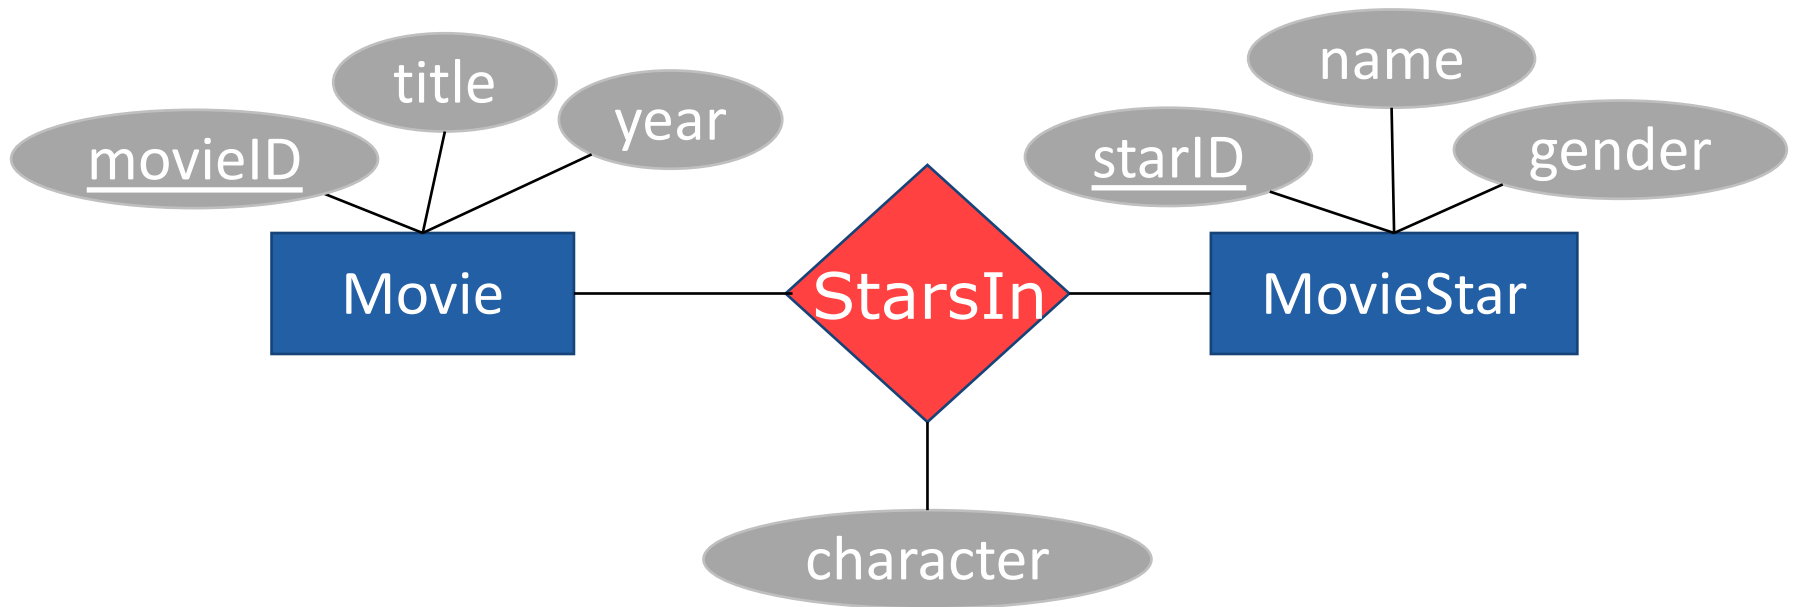 title
name
year
movieID
starID
gender
Movie
StarsIn
MovieStar
character